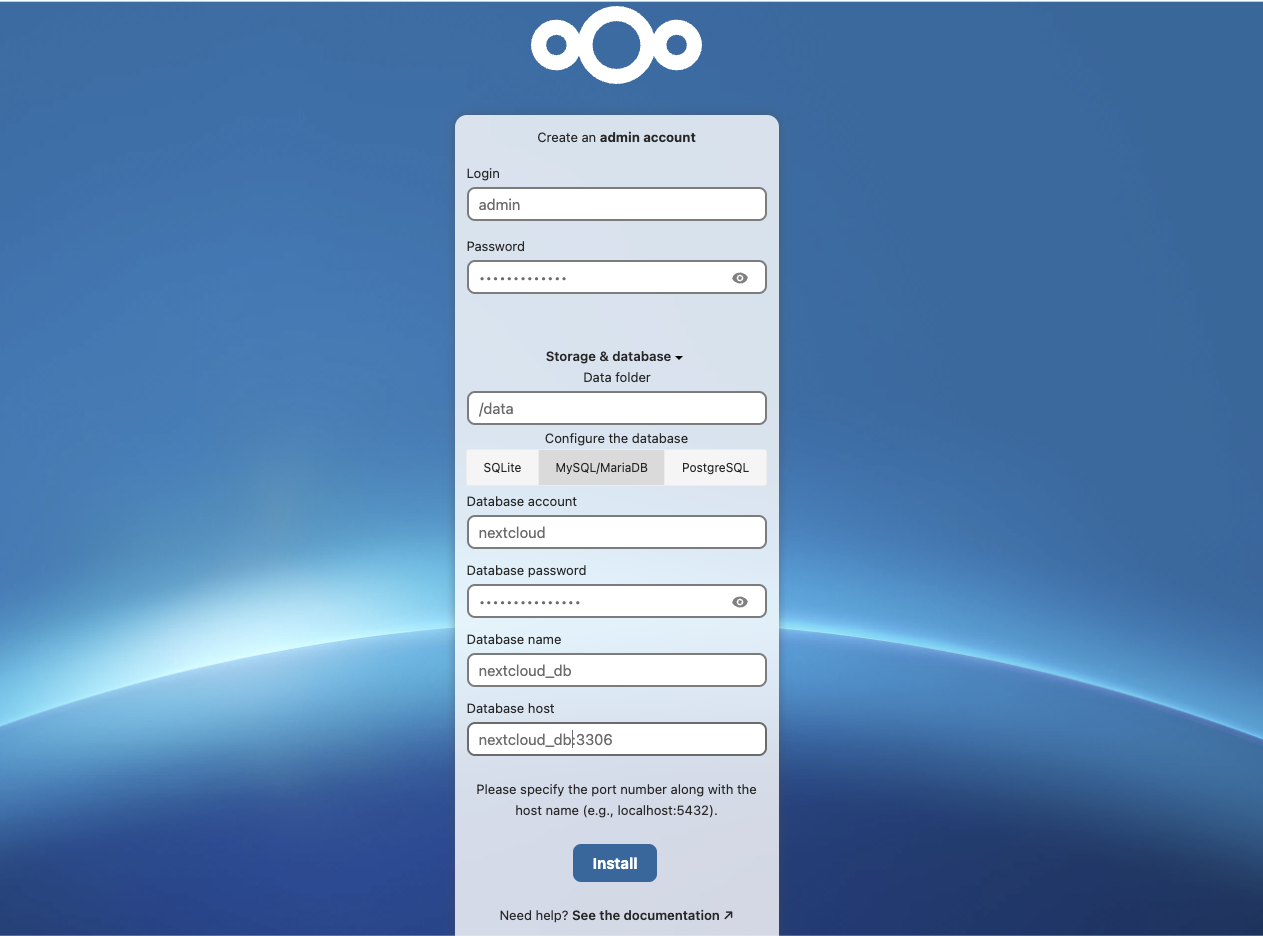 Create an admin account
Login
admin
Password
•••••••••••••
Storage & database
Data folder
/data
Configure the database
SQLite MySQL/MariaDB PostgreSQL
Database account
nextcloud
Database password
•••••••••••••••
Database name
nextcloud_db
Database host
nextcloud_db:3306
Please specify the port number along with the
host name (e.g., localhost:5432).
Install
Need help? See the documentation ↗